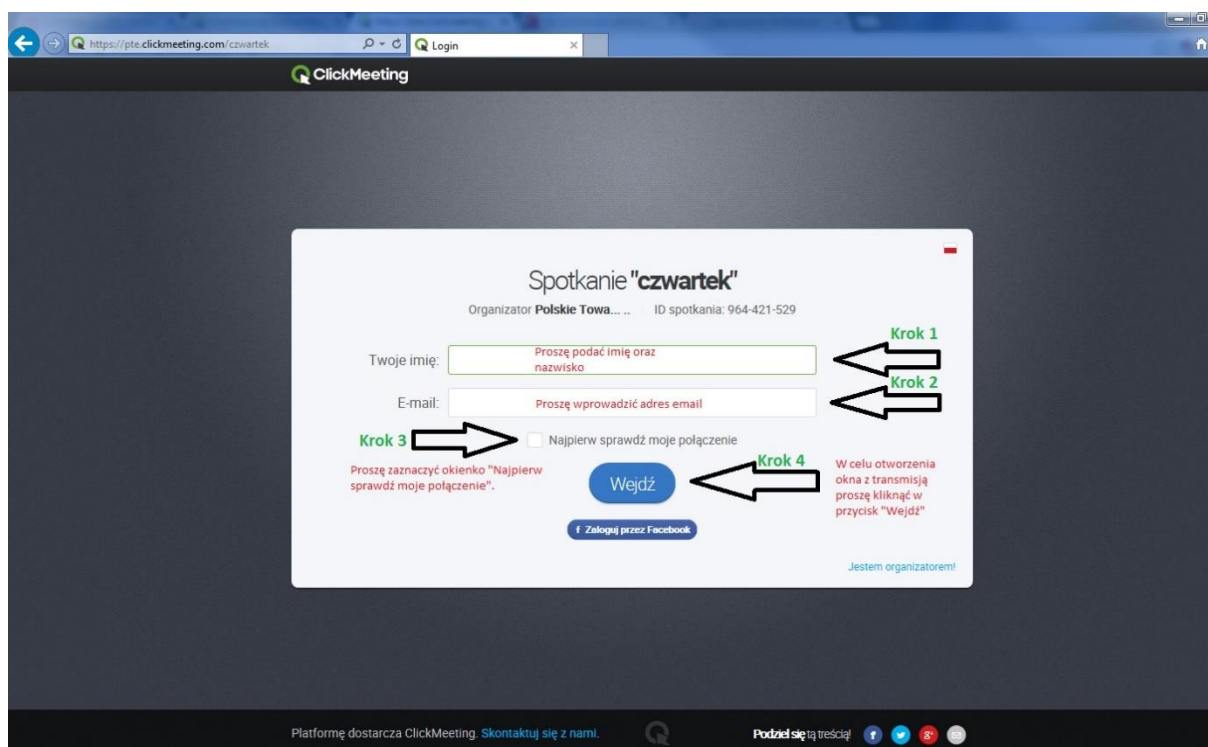 https://pte.clickmeeting.com/czwartek
Login
ClickMeeting
Spotkanie "czwartek"
Organizator Polskie Towa... .. ID spotkania: 964-421-529
Krok 1
Twoje imię:
Proszę podać imię oraz
nazwisko
Krok 2
E-mail:
Proszę wprowadzić adres email
Krok 3
Najpierw sprawdź moje połączenie
Proszę zaznaczyć okienko "Najpierw
sprawdź moje połączenie".
Krok 4
Wejdź
W celu otworzenia
okna z transmisją
proszę kliknąć w
przycisk "Wejdź"
f Zaloguj przez Facebook
Jestem organizatorem!
Platformę dostarcza ClickMeeting. Skontaktuj się z nami.
Podziel się tą treścią!